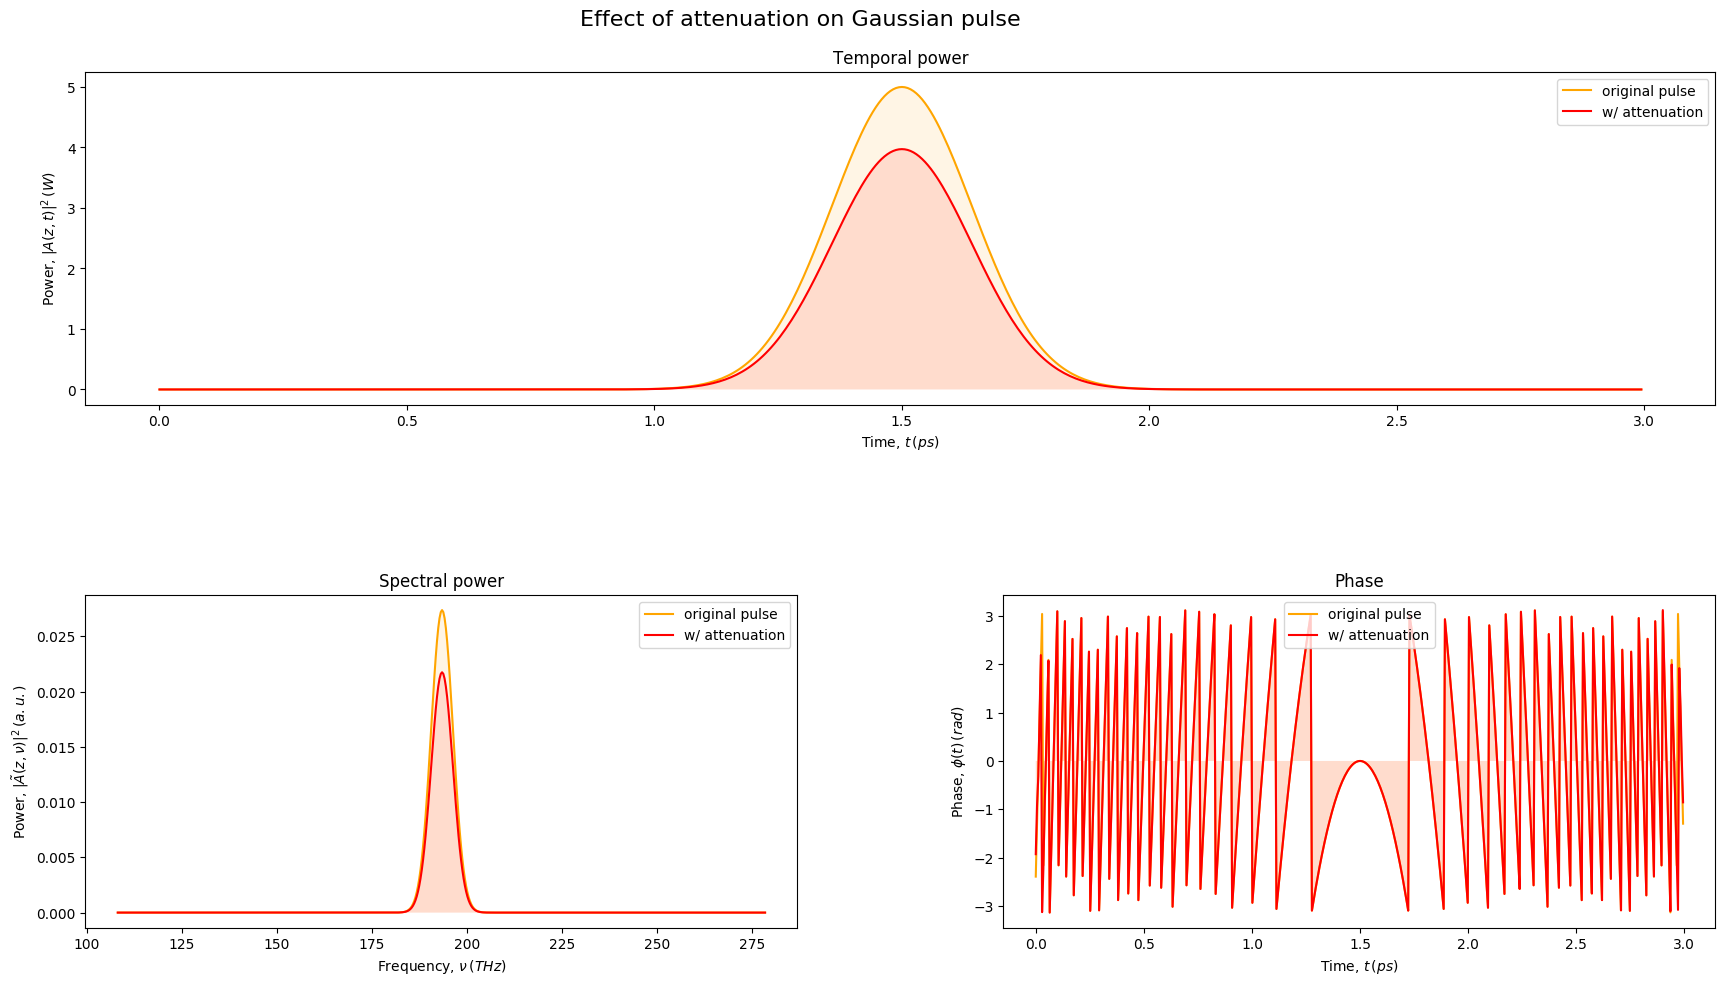 Effect of attenuation on Gaussian pulse
Temporal power
original pulse
w/ attenuation
Power, |A(z, t)|² (W)
5
4
3
2
1
0
0.0 0.5 1.0 1.5 2.0 2.5 3.0
Time, t (ps)
Spectral power
original pulse
w/ attenuation
Power, |Ã(z, ν)|² (a. u.)
0.025
0.020
0.015
0.010
0.005
0.000
100 125 150 175 200 225 250 275
Frequency, ν (THz)
Phase
original pulse
w/ attenuation
Phase, ϕ(t) (rad)
3
2
1
0
−1
−2
−3
0.0 0.5 1.0 1.5 2.0 2.5 3.0
Time, t (ps)